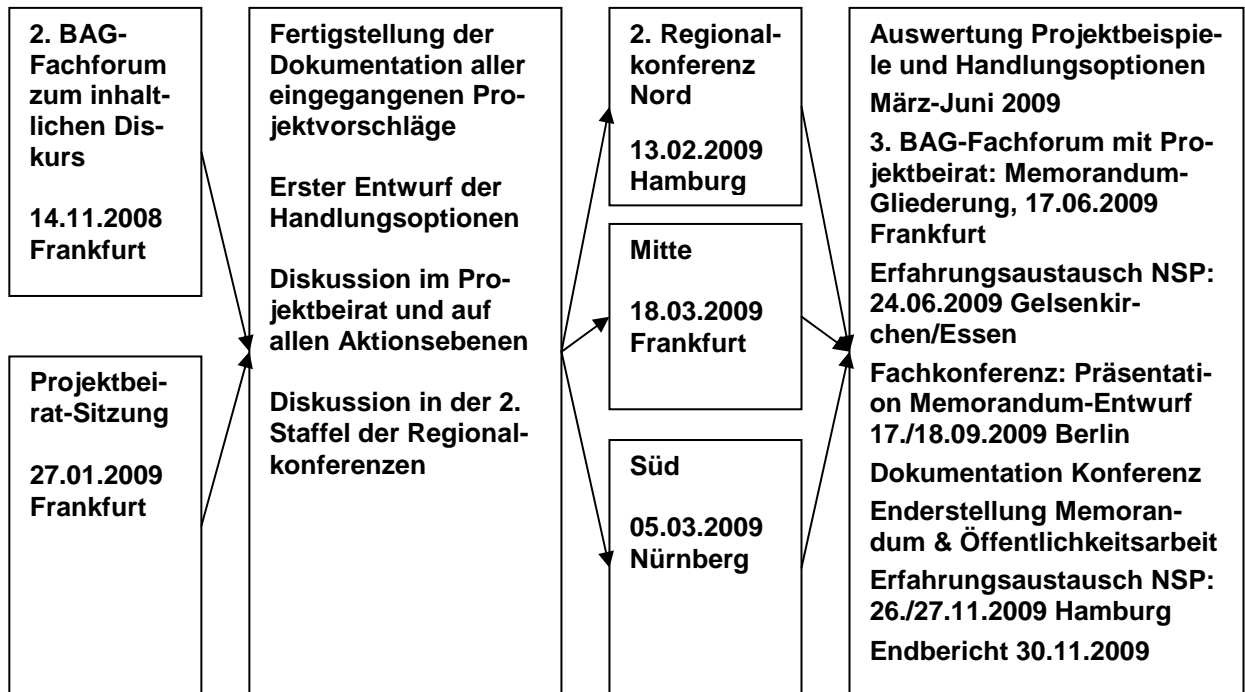 2. BAG-
Fachforum
zum inhalt-
lichen Dis-
kurs
14.11.2008
Frankfurt
Projektbei-
rat-Sitzung
27.01.2009
Frankfurt
Fertigstellung der
Dokumentation aller
eingegangenen Pro-
jektvorschläge
Erster Entwurf der
Handlungsoptionen
Diskussion im Pro-
jektbeirat und auf
allen Aktionsebenen
Diskussion in der 2.
Staffel der Regional-
konferenzen
2. Regional-
konferenz
Nord
13.02.2009
Hamburg
Mitte
18.03.2009
Frankfurt
Süd
05.03.2009
Nürnberg
Auswertung Projektbeispie-
le und Handlungsoptionen
März-Juni 2009
3. BAG-Fachforum mit Pro-
jektbeirat: Memorandum-
Gliederung, 17.06.2009
Frankfurt
Erfahrungsaustausch NSP:
24.06.2009 Gelsenkir-
chen/Essen
Fachkonferenz: Präsentati-
on Memorandum-Entwurf
17./18.09.2009 Berlin
Dokumentation Konferenz
Enderstellung Memoran-
dum & Öffentlichkeitsarbeit
Erfahrungsaustausch NSP:
26./27.11.2009 Hamburg
Endbericht 30.11.2009